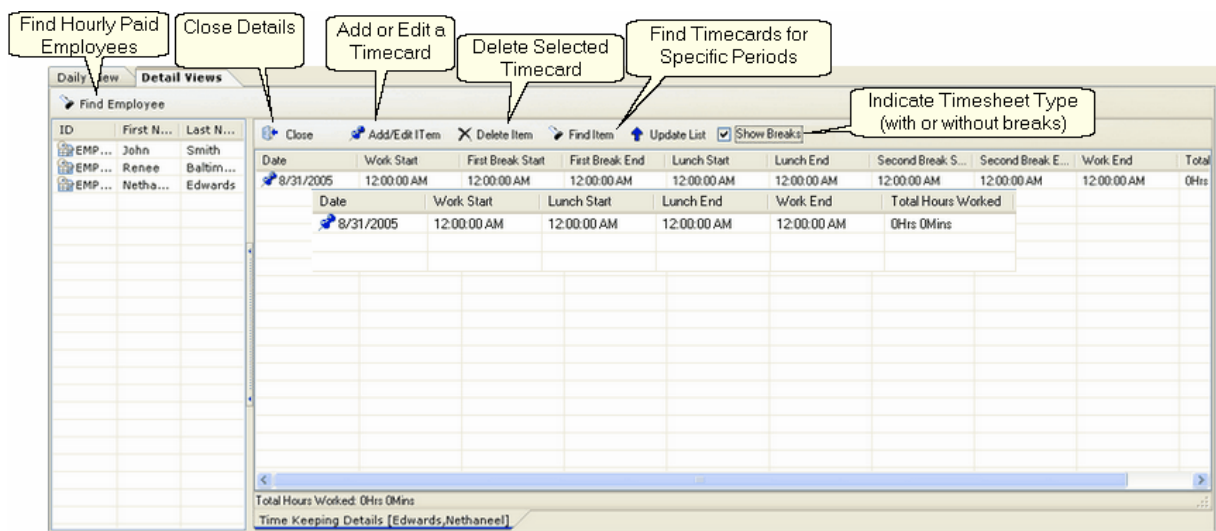 Find Hourly Paid
Employees
Close Details
Add or Edit a
Timecard
Delete Selected
Timecard
Find Timecards for
Specific Periods
Indicate Timesheet Type
(with or without breaks)
Daily View Detail Views
Find Employee
ID First N... Last N...
EMP... John Smith
EMP... Renee Baltim...
EMP... Netha... Edwards
Close Add/Edit ITem Delete Item Find Item Update List Show Breaks
Date Work Start First Break Start First Break End Lunch Start Lunch End Second Break S... Second Break E... Work End Total
8/31/2005 12:00:00 AM 12:00:00 AM 12:00:00 AM 12:00:00 AM 12:00:00 AM 12:00:00 AM 12:00:00 AM 12:00:00 AM 0Hrs
Date Work Start Lunch Start Lunch End Work End Total Hours Worked
8/31/2005 12:00:00 AM 12:00:00 AM 12:00:00 AM 12:00:00 AM 0Hrs 0Mins
Total Hours Worked: 0Hrs 0Mins
Time Keeping Details [Edwards,Nethaneel]